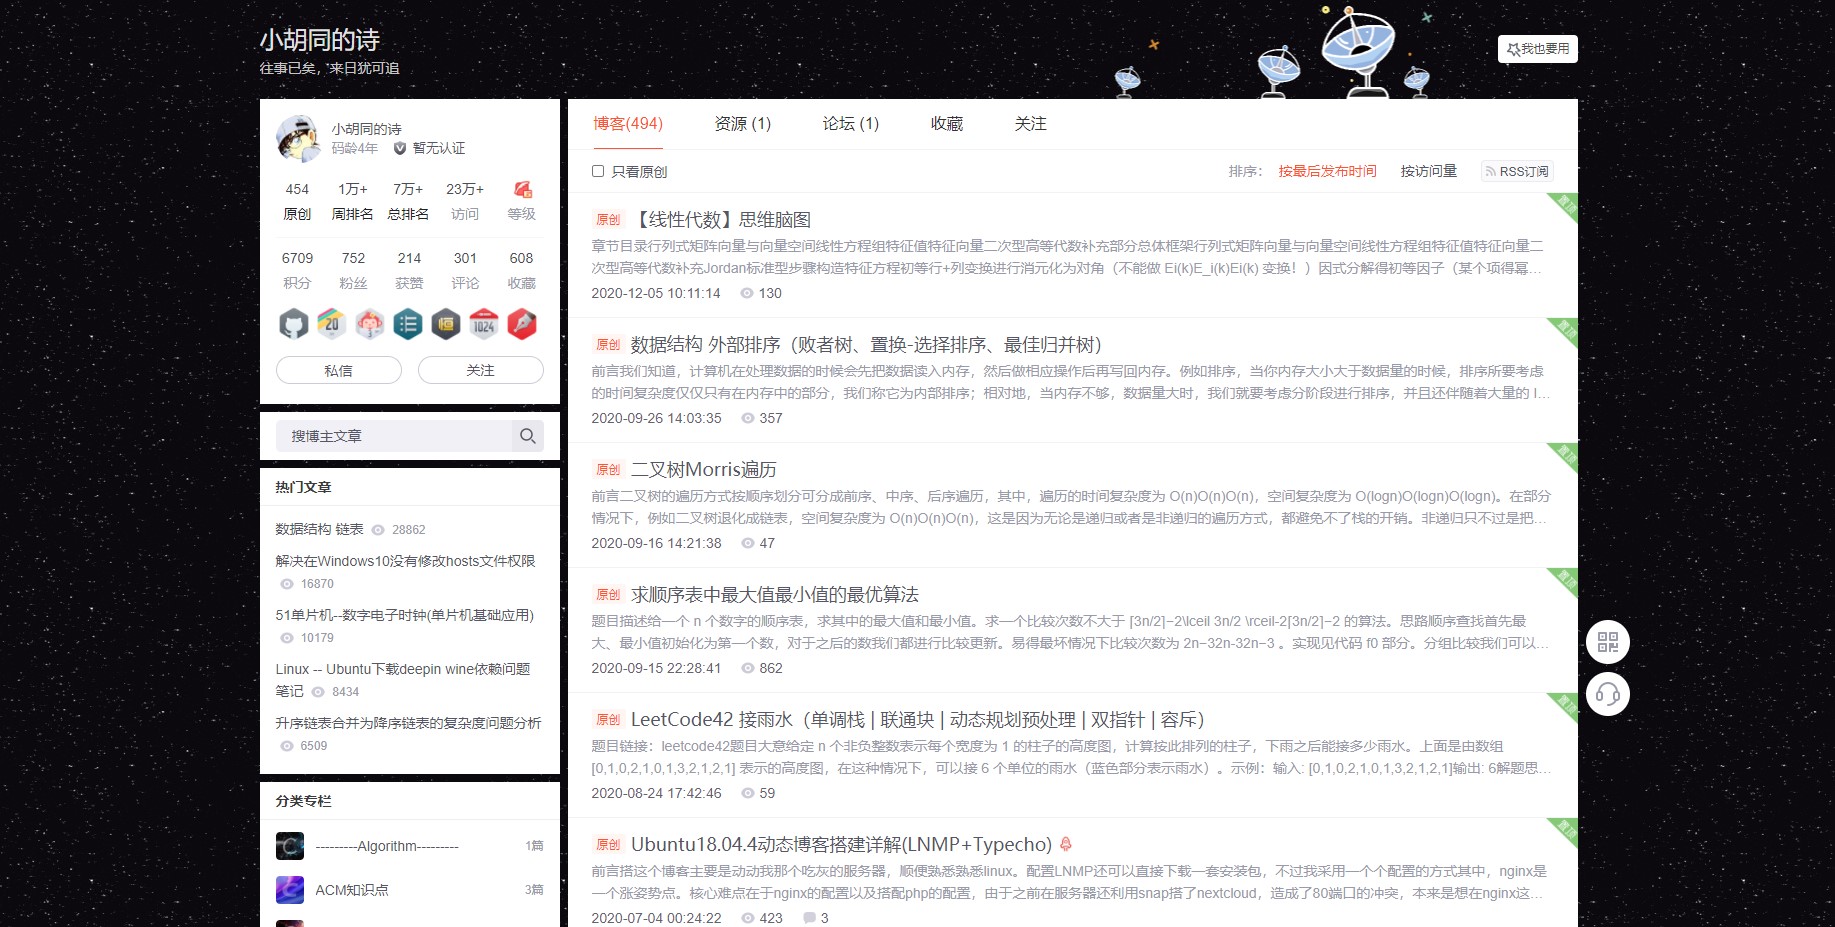 小胡同的诗
往事已矣，来日犹可追
我也要用
小胡同的诗
码龄4年 暂无认证
454 1万+ 7万+ 23万+
原创 周排名 总排名 访问 等级
6709 752 214 301 608
积分 粉丝 获赞 评论 收藏
20 3 1024
私信 关注
搜博主文章
热门文章
数据结构 链表 28862
解决在Windows10没有修改hosts文件权限
16870
51单片机--数字电子时钟(单片机基础应用)
10179
Linux -- Ubuntu下载deepin wine依赖问题
笔记 8434
升序链表合并为降序链表的复杂度问题分析
6509
分类专栏
---------Algorithm--------- 1篇
ACM知识点 3篇
博客(494) 资源 (1) 论坛 (1) 收藏 关注
只看原创 排序： 按最后发布时间 按访问量 RSS订阅
置顶
原创 【线性代数】思维脑图
章节目录行列式矩阵向量与向量空间线性方程组特征值特征向量二次型高等代数补充部分总体框架行列式矩阵向量与向量空间线性方程组特征值特征向量二
次型高等代数补充Jordan标准型步骤构造特征方程初等行+列变换进行消元化为对角（不能做 Ei(k)E_i(k)Ei(k) 变换！）因式分解得初等因子（某个项得幂…
2020-12-05 10:11:14 130
置顶
原创 数据结构 外部排序（败者树、置换-选择排序、最佳归并树）
前言我们知道，计算机在处理数据的时候会先把数据读入内存，然后做相应操作后再写回内存。例如排序，当你内存大小大于数据量的时候，排序所要考虑
的时间复杂度仅仅只有在内存中的部分，我们称它为内部排序；相对地，当内存不够，数据量大时，我们就要考虑分阶段进行排序，并且还伴随着大量的 I…
2020-09-26 14:03:35 357
置顶
原创 二叉树Morris遍历
前言二叉树的遍历方式按顺序划分可分成前序、中序、后序遍历，其中，遍历的时间复杂度为 O(n)O(n)O(n)，空间复杂度为 O(logn)O(logn)O(logn)。在部分
情况下，例如二叉树退化成链表，空间复杂度为 O(n)O(n)O(n)，这是因为无论是递归或者是非递归的遍历方式，都避免不了栈的开销。非递归只不过是把…
2020-09-16 14:21:38 47
置顶
原创 求顺序表中最大值最小值的最优算法
题目描述给一个 n 个数字的顺序表，求其中的最大值和最小值。求一个比较次数不大于 ⌈3n/2⌉−2\lceil 3n/2 \rceil-2⌈3n/2⌉−2 的算法。思路顺序查找首先最
大、最小值初始化为第一个数，对于之后的数我们都进行比较更新。易得最坏情况下比较次数为 2n−32n-32n−3 。实现见代码 f0 部分。分组比较我们可以…
2020-09-15 22:28:41 862
置顶
原创 LeetCode42 接雨水（单调栈 | 联通块 | 动态规划预处理 | 双指针 | 容斥）
题目链接：leetcode42题目大意给定 n 个非负整数表示每个宽度为 1 的柱子的高度图，计算按此排列的柱子，下雨之后能接多少雨水。上面是由数组
[0,1,0,2,1,0,1,3,2,1,2,1] 表示的高度图，在这种情况下，可以接 6 个单位的雨水（蓝色部分表示雨水）。示例：输入: [0,1,0,2,1,0,1,3,2,1,2,1]输出: 6解题思…
2020-08-24 17:42:46 59
置顶
原创 Ubuntu18.04.4动态博客搭建详解(LNMP+Typecho)
前言搭这个博客主要是动动我那个吃灰的服务器，顺便熟悉熟悉linux。配置LNMP还可以直接下载一套安装包，不过我采用一个个配置的方式其中，nginx是
一个涨姿势点。核心难点在于nginx的配置以及搭配php的配置，由于之前在服务器还利用snap搭了nextcloud，造成了80端口的冲突，本来是想在nginx这…
2020-07-04 00:24:22 423 3